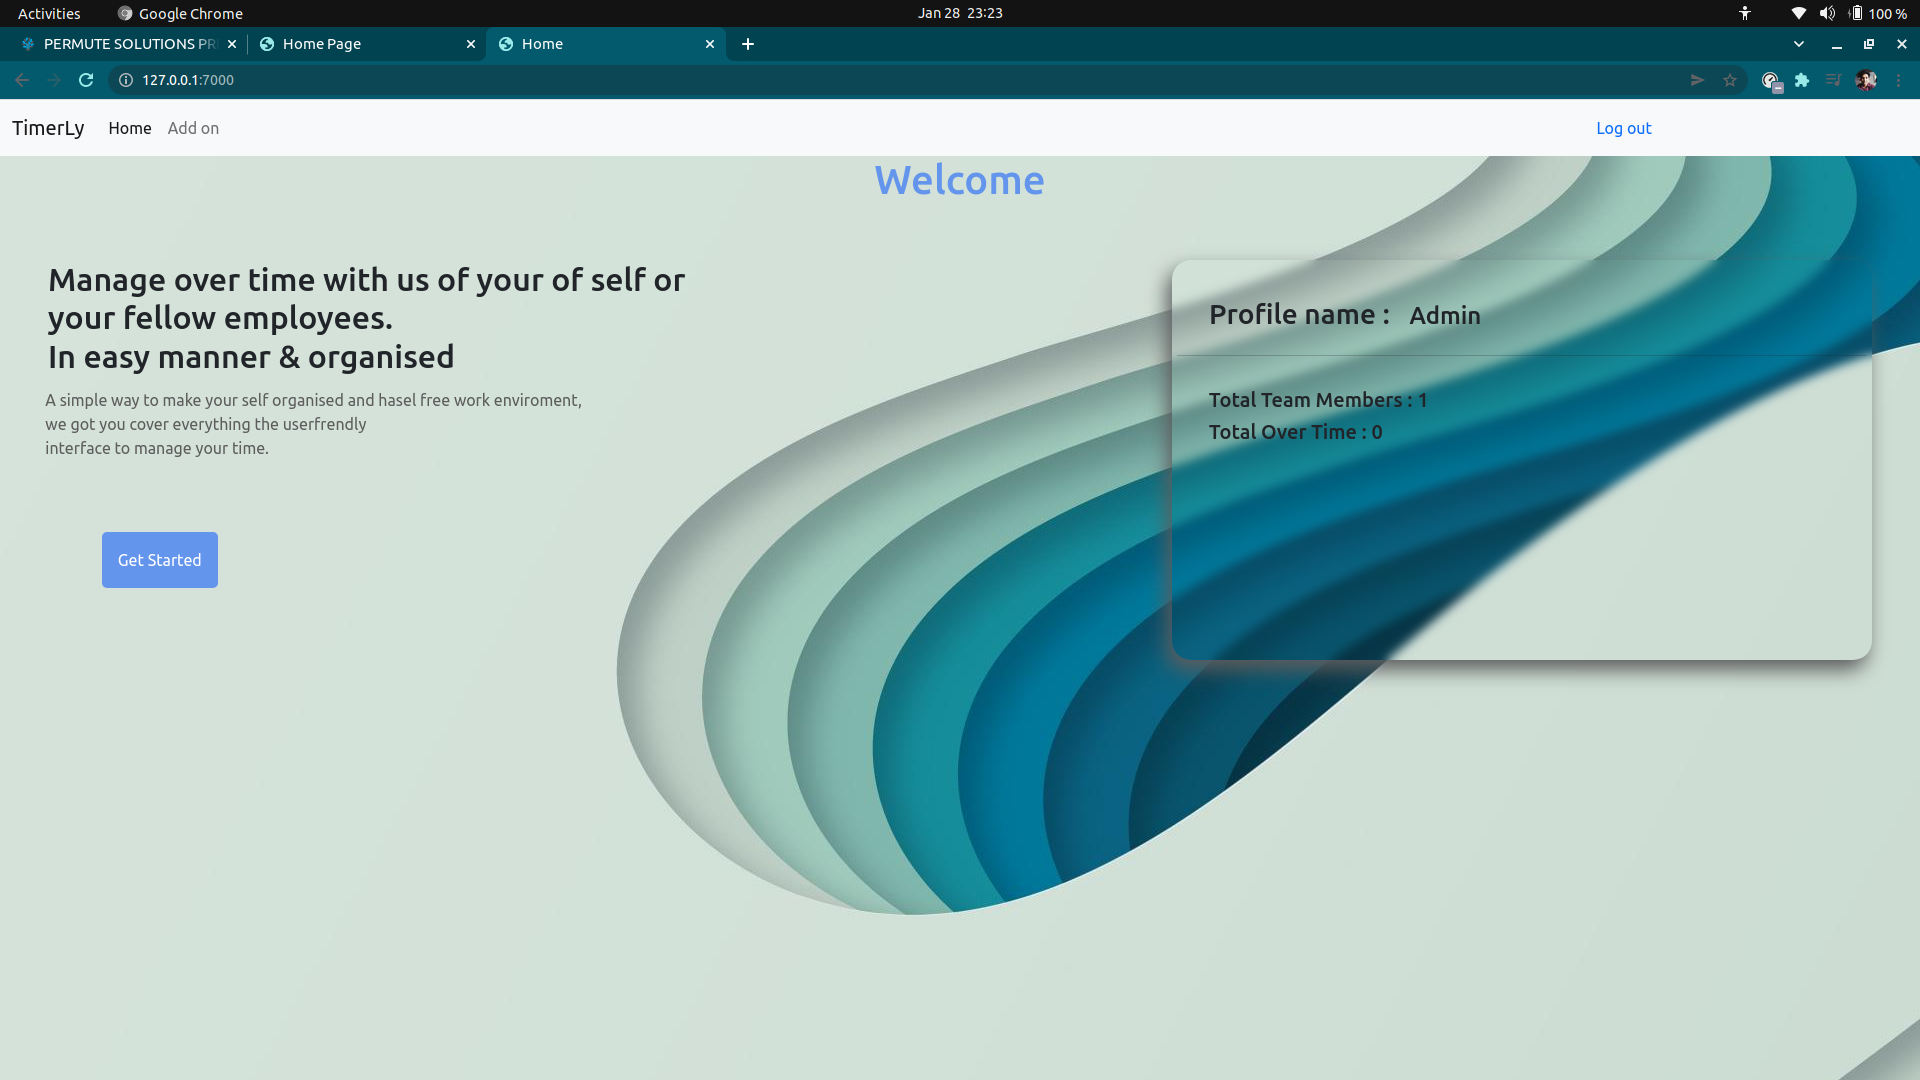 Activities Google Chrome Jan 28 23:23 100 %
PERMUTE SOLUTIONS PR Home Page Home
127.0.0.1:7000
TimerLy Home Add on Log out
Welcome
Manage over time with us of your of self or
your fellow employees.
In easy manner & organised
A simple way to make your self organised and hasel free work enviroment,
we got you cover everything the userfrendly
interface to manage your time.
Get Started
Profile name : Admin
Total Team Members : 1
Total Over Time : 0